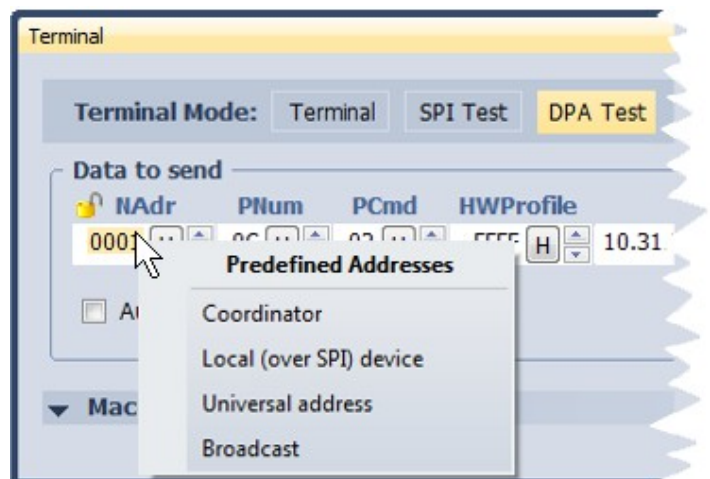 Terminal
Terminal Mode: Terminal SPI Test DPA Test
Data to send
NAdr PNum PCmd HWProfile
0001 H 10.31
Predefined Addresses
Coordinator
Local (over SPI) device
Universal address
Broadcast